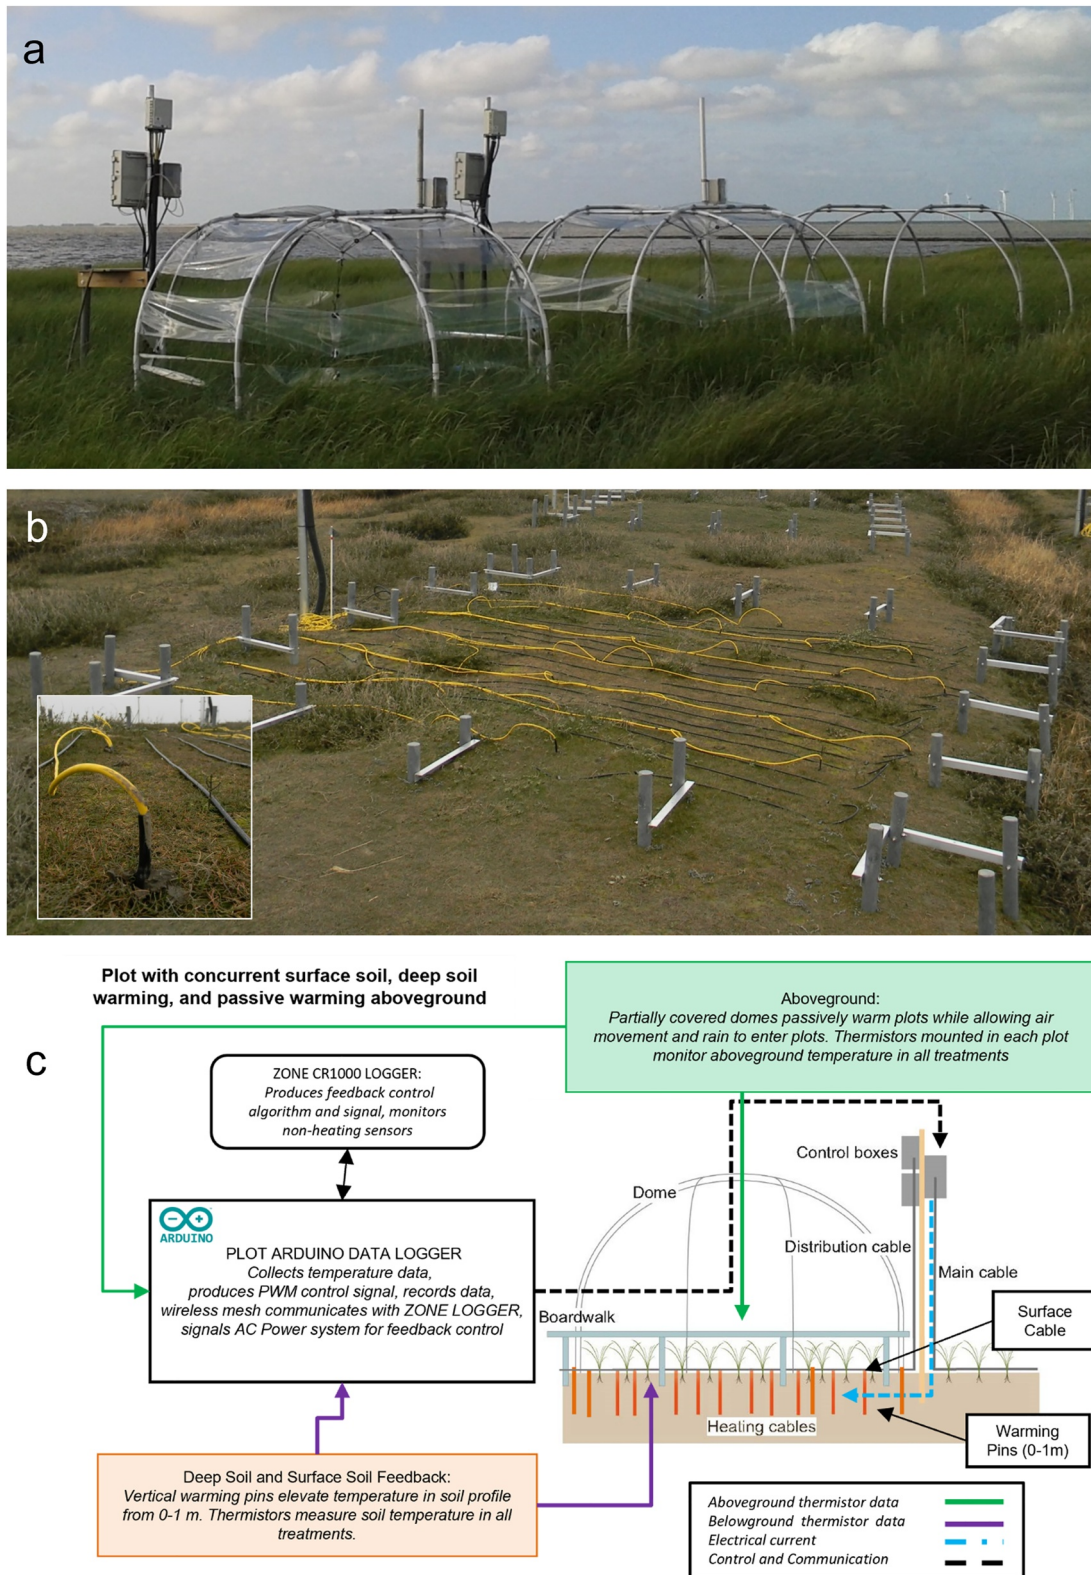 a
b
Plot with concurrent surface soil, deep soil
warming, and passive warming aboveground
c
Aboveground:
Partially covered domes passively warm plots while allowing air
movement and rain to enter plots. Thermistors mounted in each plot
monitor aboveground temperature in all treatments
ZONE CR1000 LOGGER:
Produces feedback control
algorithm and signal, monitors
non-heating sensors
ARDUINO
PLOT ARDUINO DATA LOGGER
Collects temperature data,
produces PWM control signal, records data,
wireless mesh communicates with ZONE LOGGER,
signals AC Power system for feedback control
Control boxes
Dome
Distribution cable
Main cable
Boardwalk
Surface
Cable
Heating cables
Warming
Pins (0-1m)
Deep Soil and Surface Soil Feedback:
Vertical warming pins elevate temperature in soil profile
from 0-1 m. Thermistors measure soil temperature in all
treatments.
Aboveground thermistor data
Belowground thermistor data
Electrical current
Control and Communication